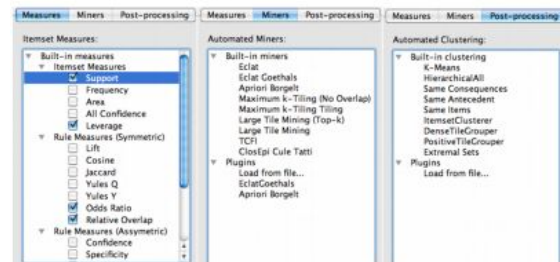 Measures Miners Post-processing
Itemset Measures:
Built-in measures
Itemset Measures
Support
Frequency
Area
All Confidence
Leverage
Rule Measures (Symmetric)
Lift
Cosine
Jaccard
Yules Q
Yules Y
Odds Ratio
Relative Overlap
Rule Measures (Assymetric)
Confidence
Specificity
Measures Miners Post-processing
Automated Miners:
Built-in miners
Eclat
Eclat Goethals
Apriori Borgelt
Maximum k-Tiling (No Overlap)
Maximum k-Tiling Tiling
Large Tile Mining (Top-k)
Large Tile Mining
TCFI
ClosEpi Cule Tatti
Plugins
Load from file...
EclatGoethals
Apriori Borgelt
Measures Miners Post-processing
Automated Clustering:
Built-in clustering
K-Means
HierarchicalAll
Same Consequences
Same Antecedent
Same Items
ItemsetClusterer
DenseTileGrouper
PositiveTileGrouper
Extremal Sets
Plugins
Load from file...